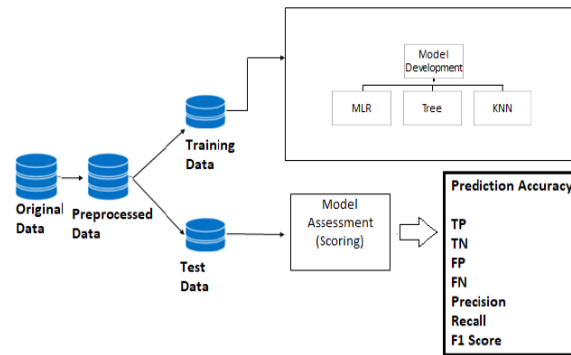 Model
Development
MLR
Tree
KNN
Training
Data
Original
Data
Preprocessed
Data
Test
Data
Model
Assessment
(Scoring)
Prediction Accuracy
TP
TN
FP
FN
Precision
Recall
F1 Score